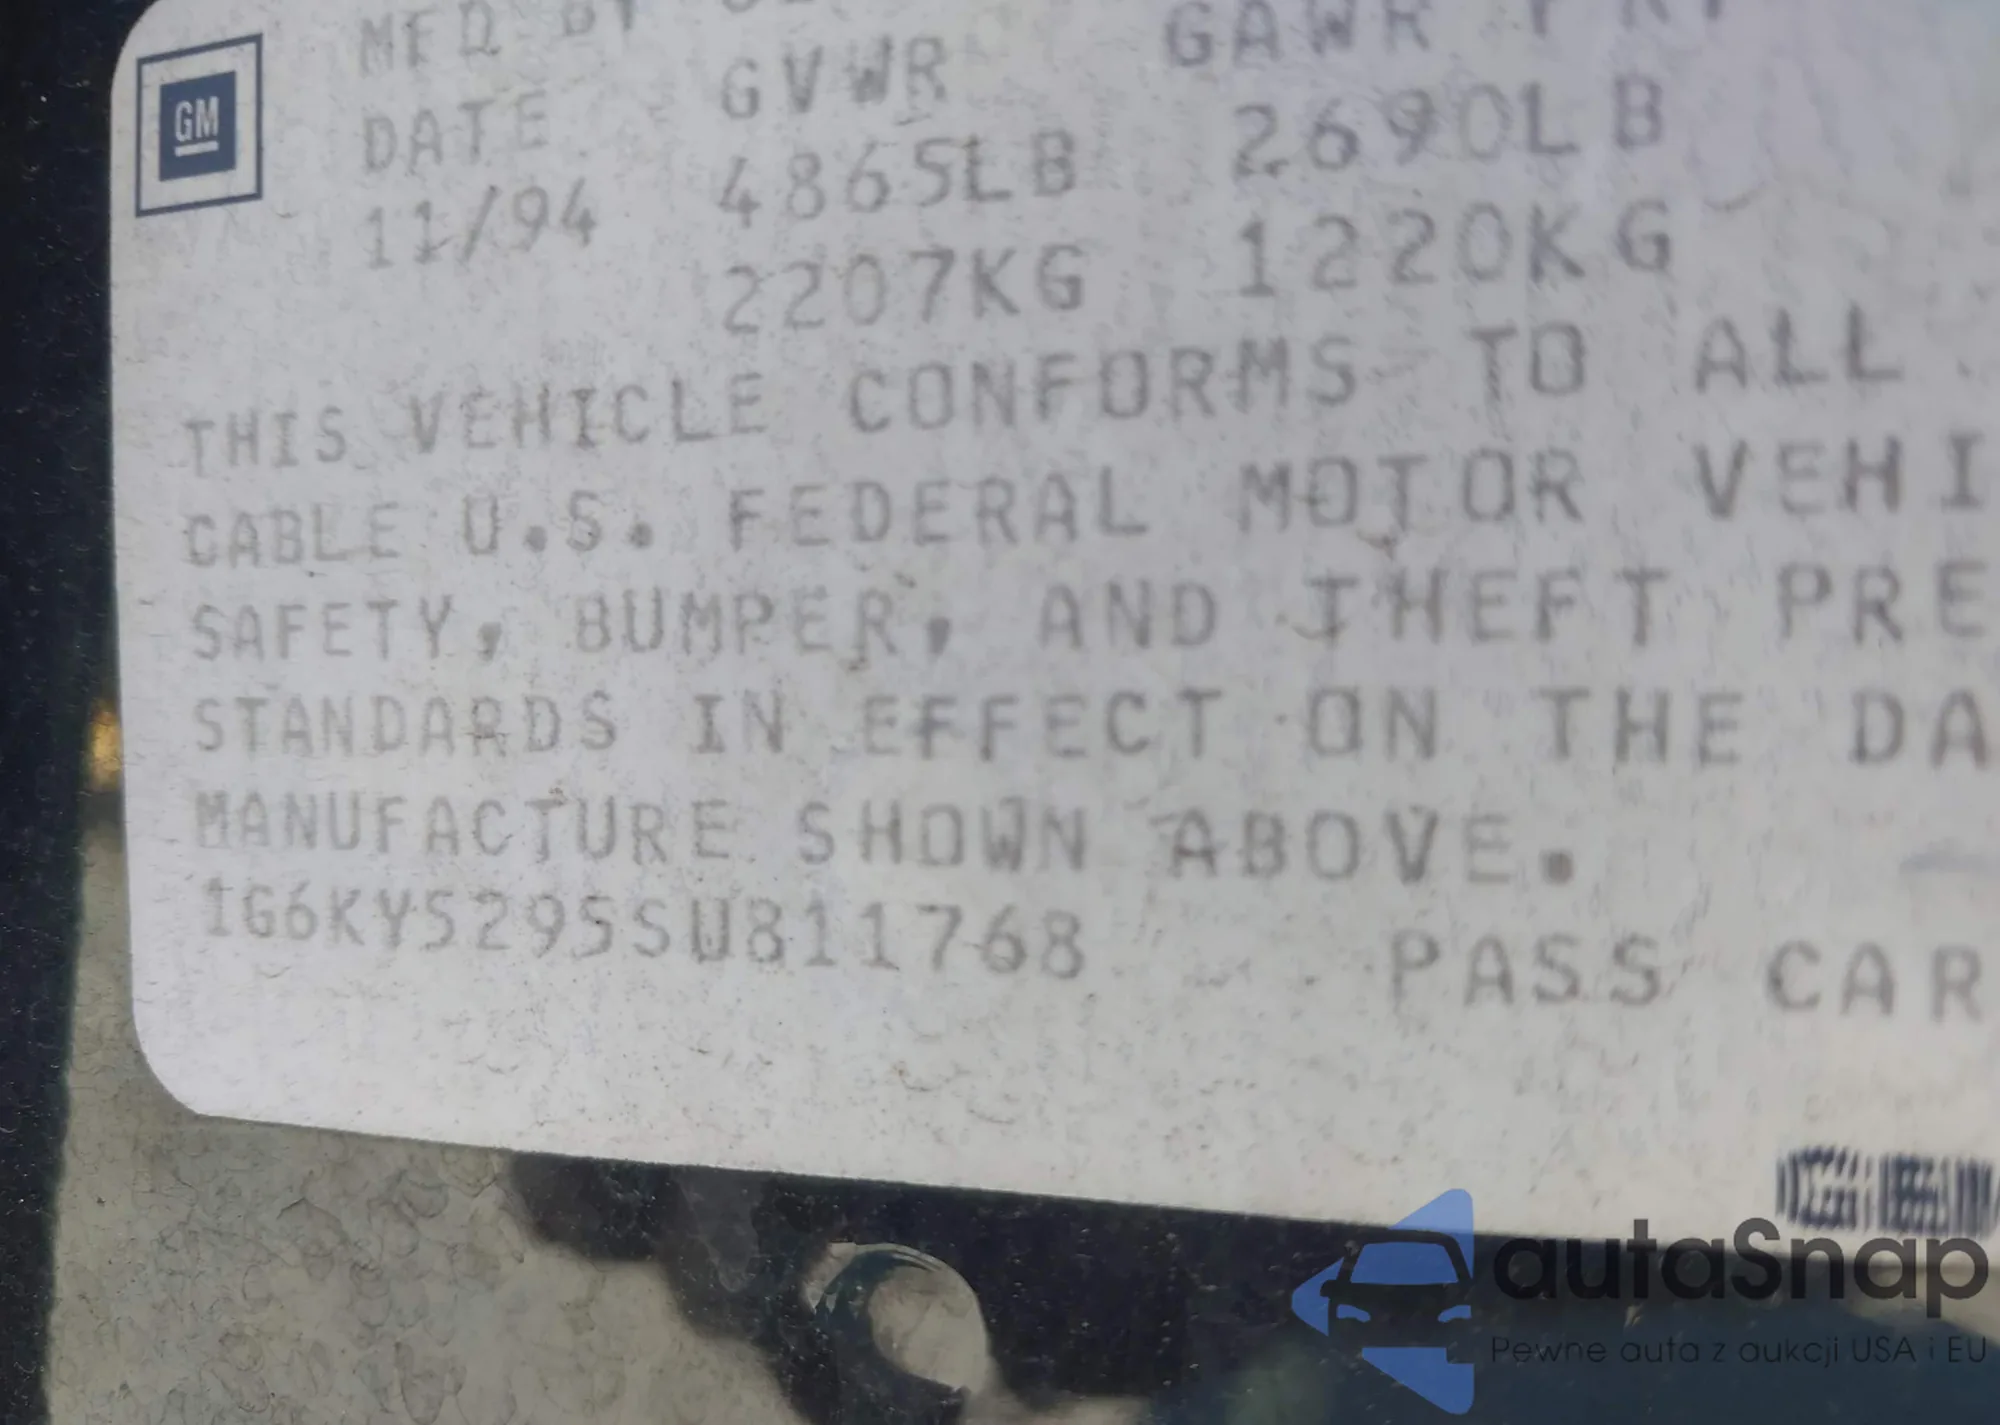 GM
MFD BY
DATE GVWR GAWR FRT
11/94 4865LB 2690LB
2207KG 1220KG
THIS VEHICLE CONFORMS TO ALL
CABLE U.S. FEDERAL MOTOR VEHI
SAFETY, BUMPER, AND THEFT PRE
STANDARDS IN EFFECT ON THE DA
MANUFACTURE SHOWN ABOVE.
1G6KY5295SU811768 PASS CAR
autaSnap
Pewne auta z aukcji USA i EU